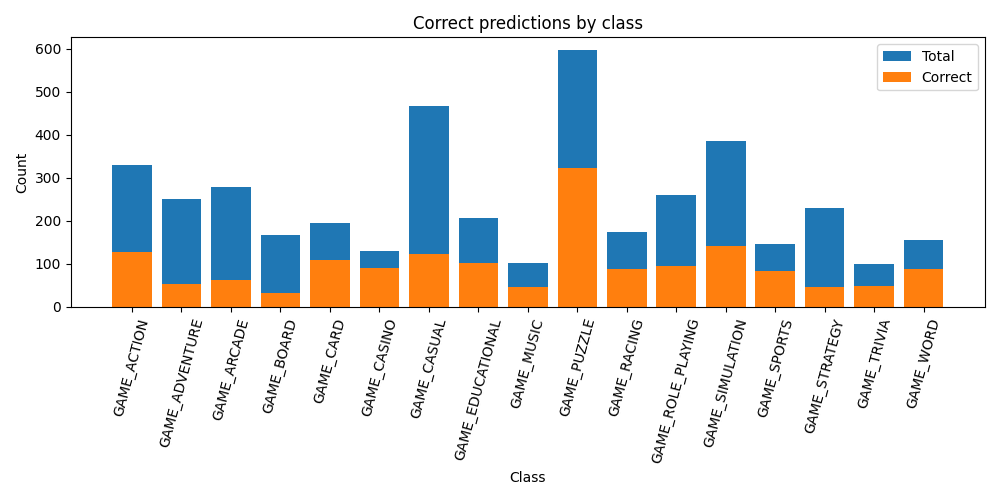 Correct predictions by class
Total
Correct
Count
600
500
400
300
200
100
0
GAME_ACTION
GAME_ADVENTURE
GAME_ARCADE
GAME_BOARD
GAME_CARD
GAME_CASINO
GAME_CASUAL
GAME_EDUCATIONAL
GAME_MUSIC
GAME_PUZZLE
GAME_RACING
GAME_ROLE_PLAYING
GAME_SIMULATION
GAME_SPORTS
GAME_STRATEGY
GAME_TRIVIA
GAME_WORD
Class